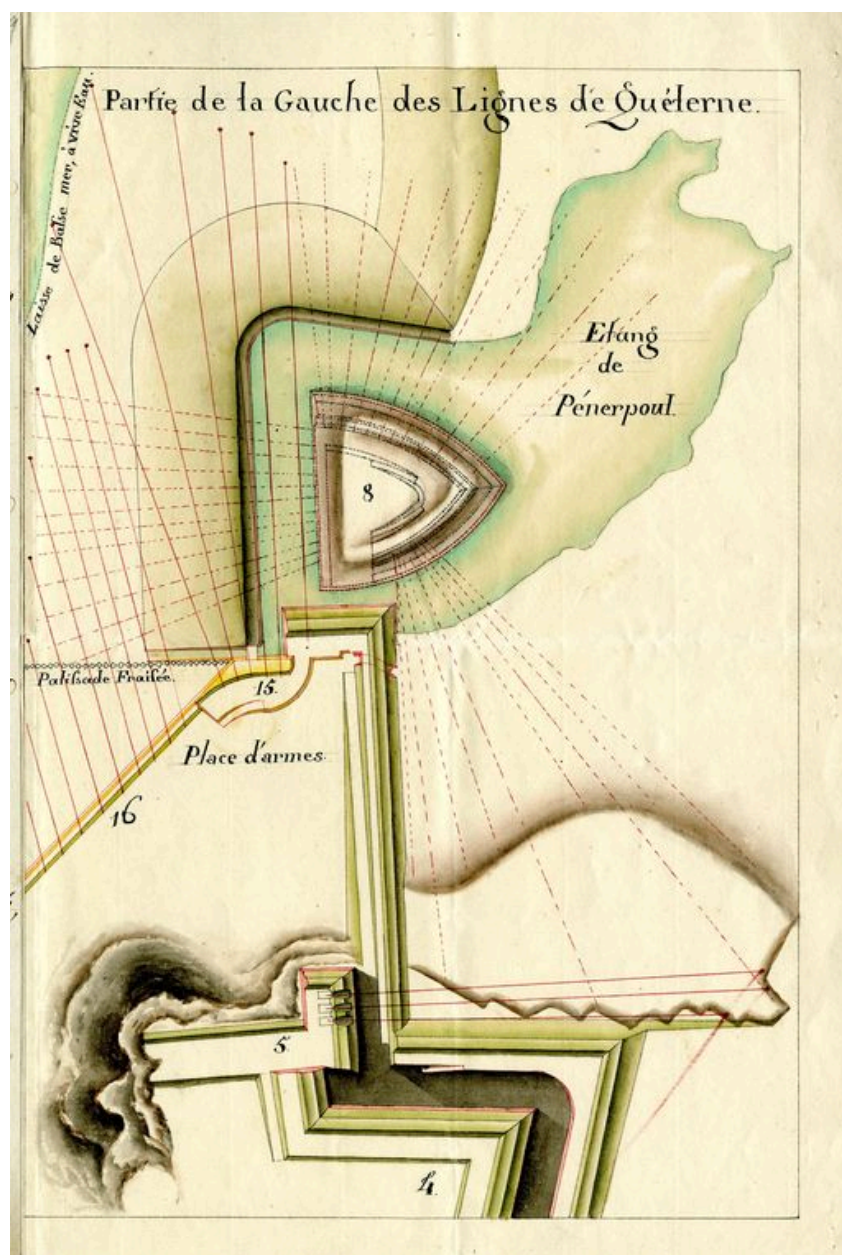 Partie de la Gauche des Lignes de Quélerne.
Laisse de Basse mer, à vive Eau.
Etang
de
Pénerpoul.
8
Palissade Fraisée.
15.
Place d'armes.
16
5.
4.